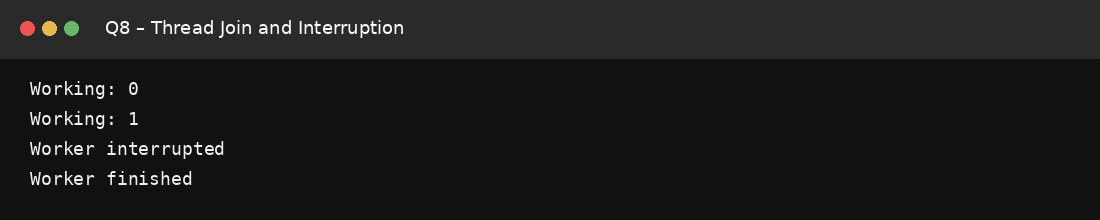 Q8 – Thread Join and Interruption
Working: 0
Working: 1
Worker interrupted
Worker finished